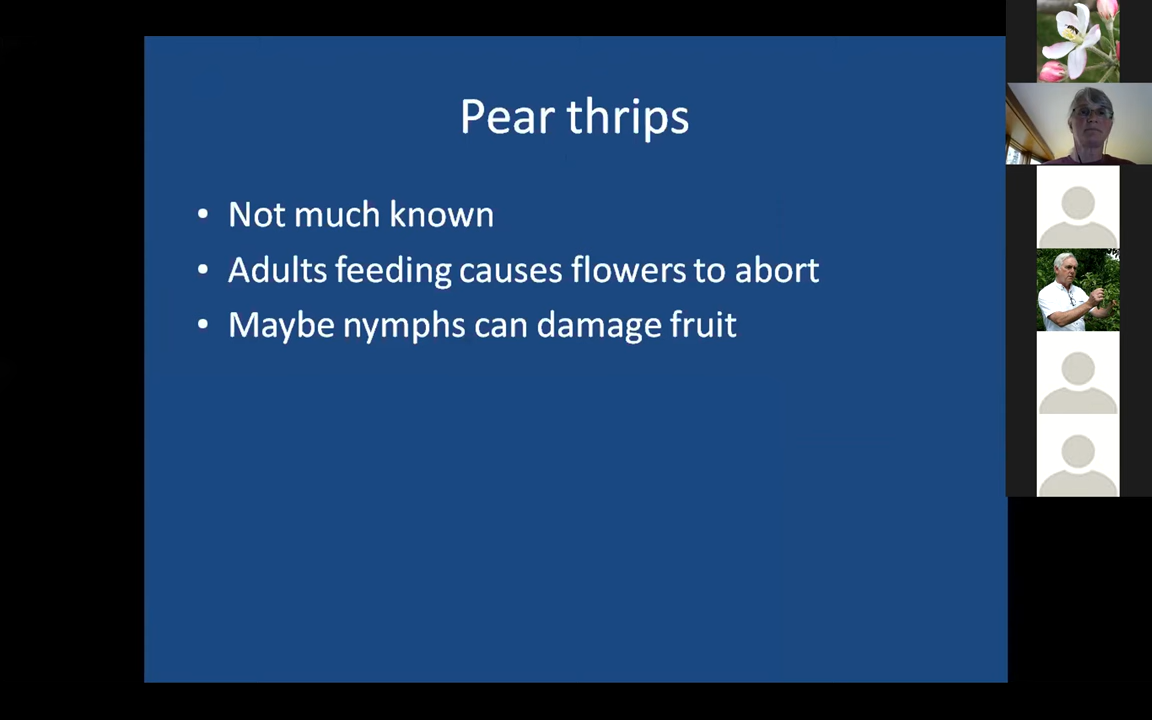 Pear thrips
• Not much known
• Adults feeding causes flowers to abort
• Maybe nymphs can damage fruit